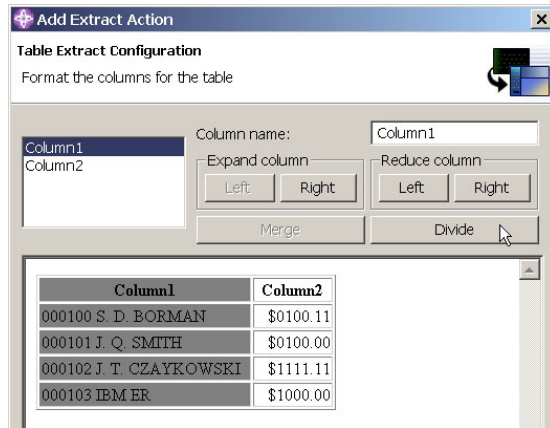 Add Extract Action
Table Extract Configuration
Format the columns for the table
Column1
Column2
Column name: Column1
Expand column
Left Right
Reduce column
Left Right
Merge Divide
Column1 Column2
000100 S. D. BORMAN $0100.11
000101 J. Q. SMITH $0100.00
000102 J. T. CZAYKOWSKI $1111.11
000103 IBM ER $1000.00